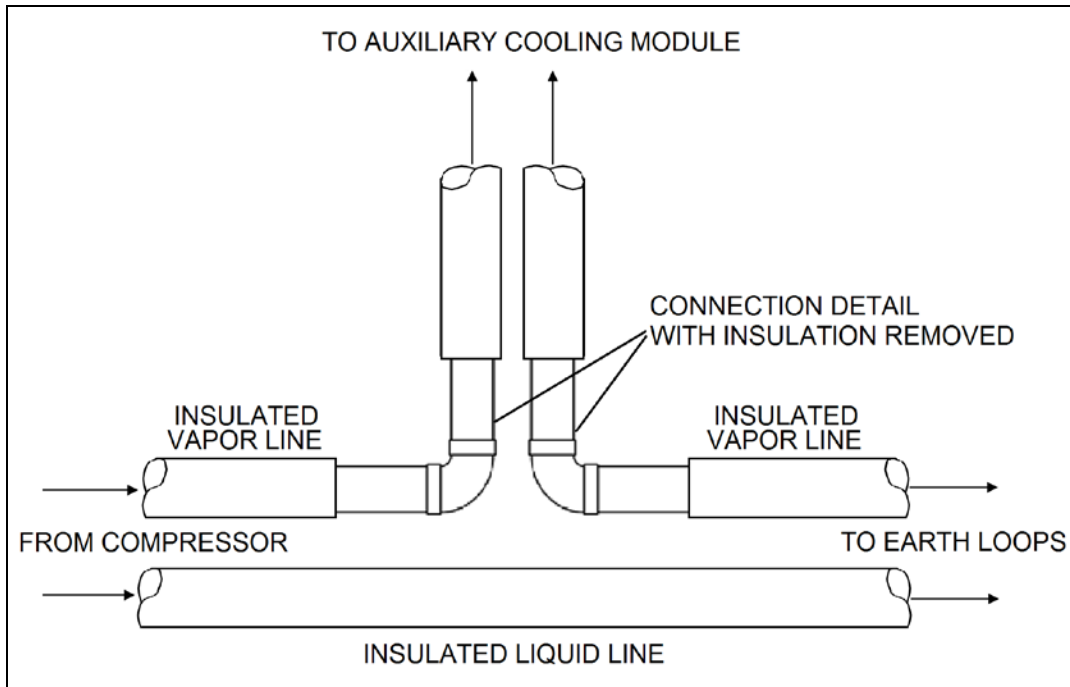 TO AUXILIARY COOLING MODULE
CONNECTION DETAIL
WITH INSULATION REMOVED
INSULATED
VAPOR LINE
INSULATED
VAPOR LINE
FROM COMPRESSOR
TO EARTH LOOPS
INSULATED LIQUID LINE